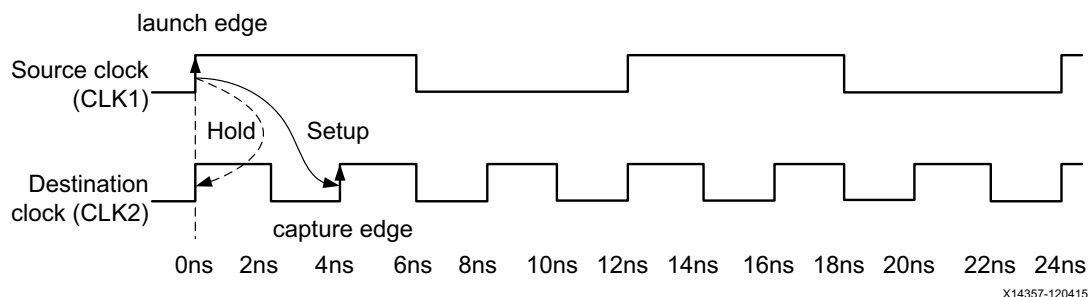 launch edge
Source clock
(CLK1)
Hold
Setup
Destination
clock (CLK2)
capture edge
0ns 2ns 4ns 6ns 8ns 10ns 12ns 14ns 16ns 18ns 20ns 22ns 24ns
X14357-120415